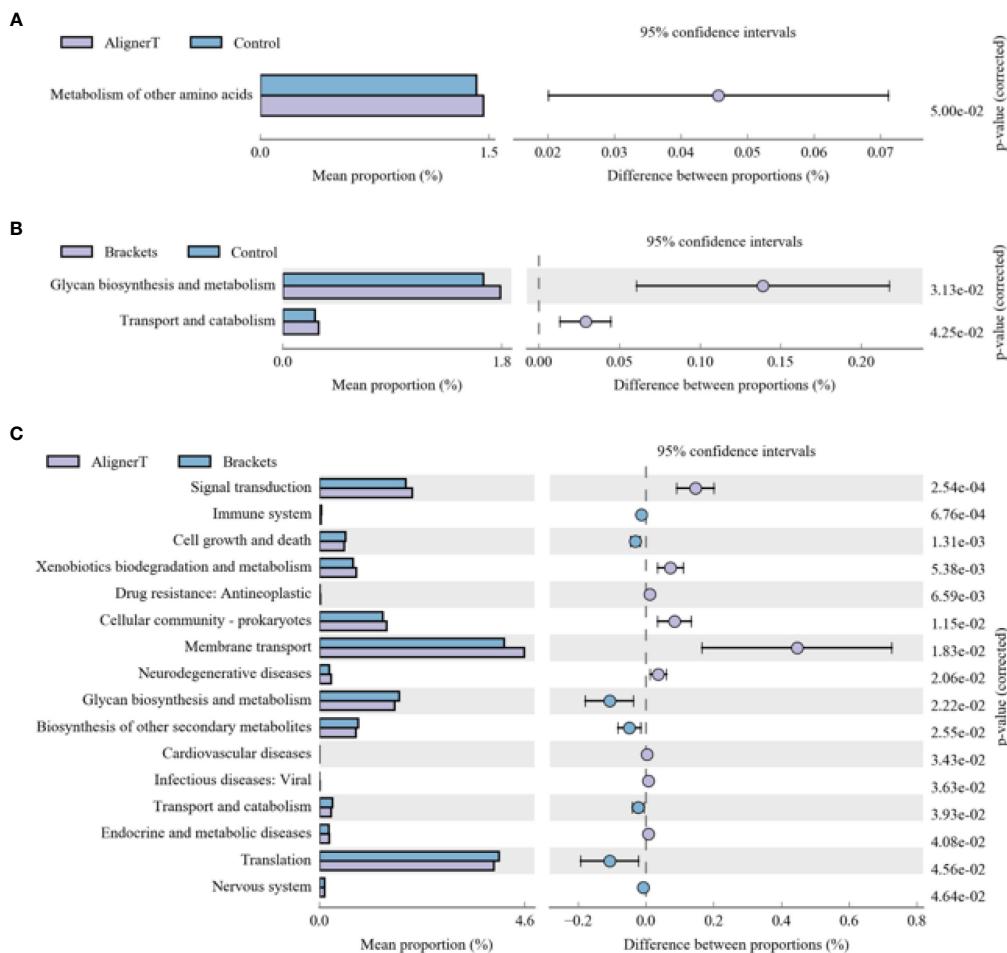 A
AlignerT
Control
95% confidence intervals
Metabolism of other amino acids
5.00e-02
p-value (corrected)
0.0
1.5
0.02
0.03
0.04
0.05
0.06
0.07
Mean proportion (%)
Difference between proportions (%)
B
Brackets
Control
95% confidence intervals
Glycan biosynthesis and metabolism
3.13e-02
Transport and catabolism
4.25e-02
p-value (corrected)
0.0
1.8
0.00
0.05
0.10
0.15
0.20
Mean proportion (%)
Difference between proportions (%)
C
AlignerT
Brackets
95% confidence intervals
Signal transduction
2.54e-04
Immune system
6.76e-04
Cell growth and death
1.31e-03
Xenobiotics biodegradation and metabolism
5.38e-03
Drug resistance: Antineoplastic
6.59e-03
Cellular community - prokaryotes
1.15e-02
Membrane transport
1.83e-02
Neurodegenerative diseases
2.06e-02
Glycan biosynthesis and metabolism
2.22e-02
Biosynthesis of other secondary metabolites
2.55e-02
Cardiovascular diseases
3.43e-02
Infectious diseases: Viral
3.63e-02
Transport and catabolism
3.93e-02
Endocrine and metabolic diseases
4.08e-02
Translation
4.56e-02
Nervous system
4.64e-02
p-value (corrected)
0.0
4.6
−0.2
0.0
0.2
0.4
0.6
0.8
Mean proportion (%)
Difference between proportions (%)